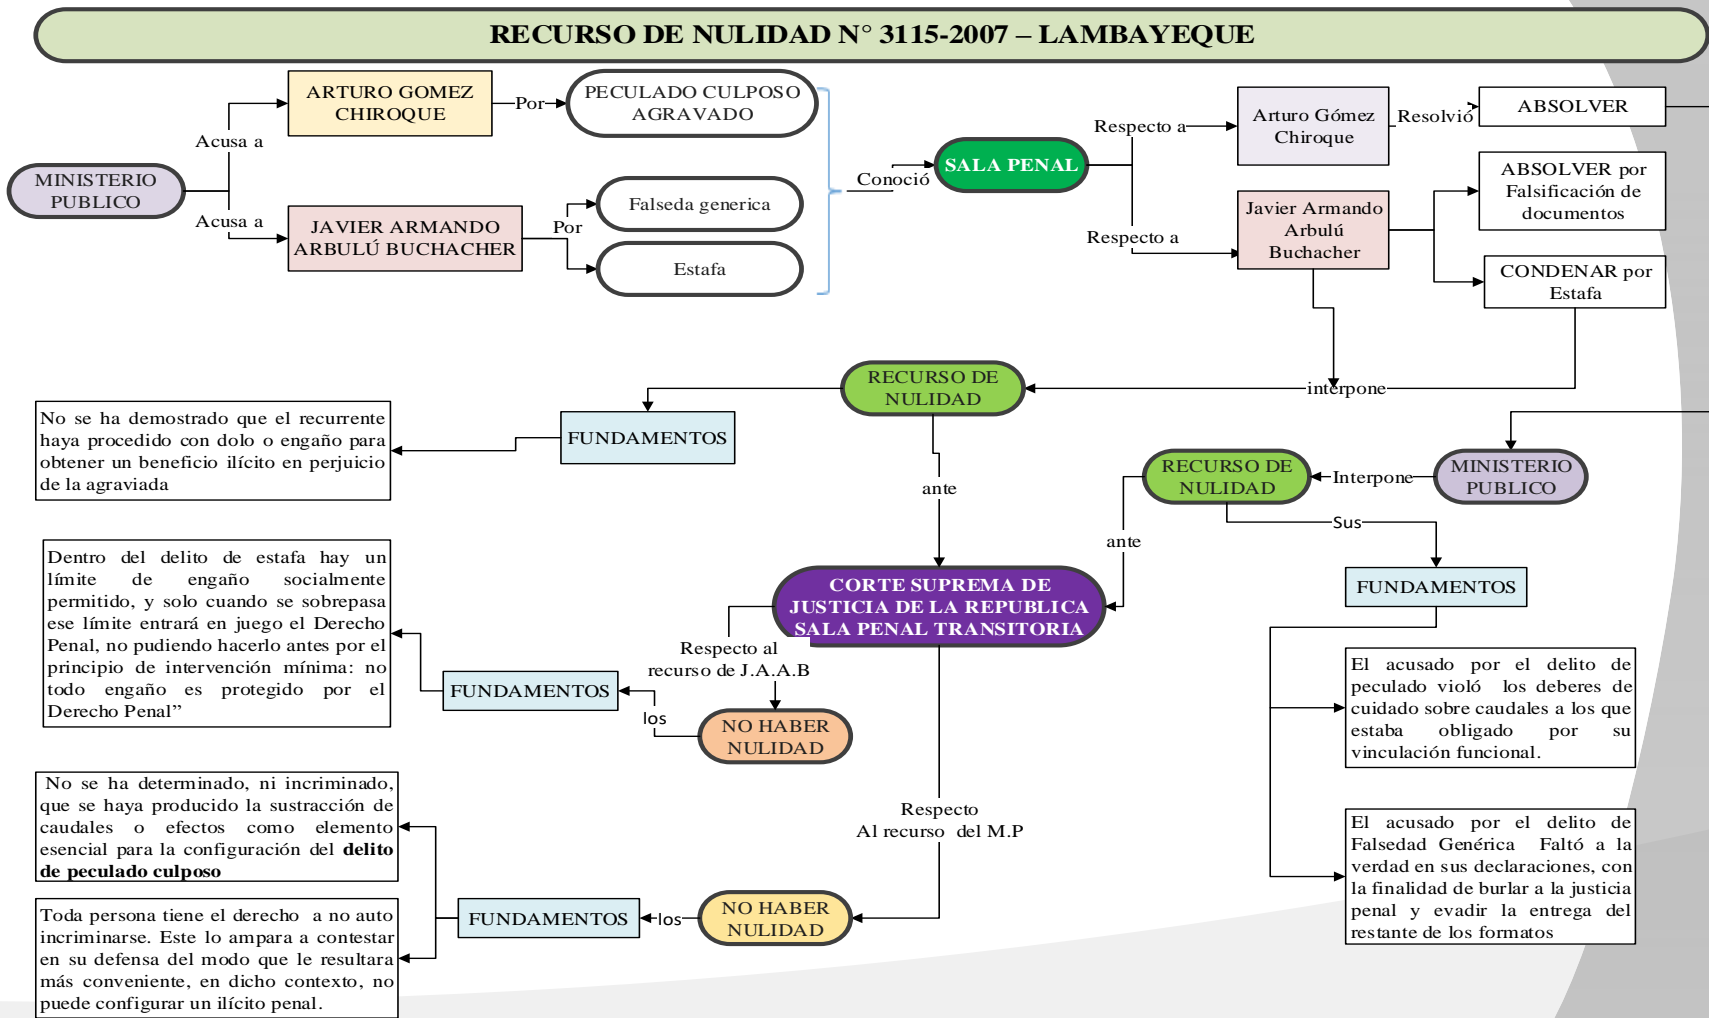 RECURSO DE NULIDAD N° 3115-2007 – LAMBAYEQUE
MINISTERIO
PUBLICO
Acusa a
Acusa a
ARTURO GOMEZ
CHIROQUE
Por
PECULADO CULPOSO
AGRAVADO
JAVIER ARMANDO
ARBULÚ BUCHACHER
Por
Falseda generica
Estafa
Conoció
SALA PENAL
Respecto a
Respecto a
Arturo Gómez
Chiroque
Resolvió
ABSOLVER
Javier Armando
Arbulú
Buchacher
ABSOLVER por
Falsificación de
documentos
CONDENAR por
Estafa
interpone
RECURSO DE
NULIDAD
FUNDAMENTOS
No se ha demostrado que el recurrente
haya procedido con dolo o engaño para
obtener un beneficio ilícito en perjuicio
de la agraviada
ante
MINISTERIO
PUBLICO
Interpone
RECURSO DE
NULIDAD
ante
Sus
FUNDAMENTOS
El acusado por el delito de
peculado violó los deberes de
cuidado sobre caudales a los que
estaba obligado por su
vinculación funcional.
El acusado por el delito de
Falsedad Genérica Faltó a la
verdad en sus declaraciones, con
la finalidad de burlar a la justicia
penal y evadir la entrega del
restante de los formatos
CORTE SUPREMA DE
JUSTICIA DE LA REPUBLICA
SALA PENAL TRANSITORIA
Respecto al
recurso de J.A.A.B
NO HABER
NULIDAD
los
FUNDAMENTOS
Dentro del delito de estafa hay un
límite de engaño socialmente
permitido, y solo cuando se sobrepasa
ese límite entrará en juego el Derecho
Penal, no pudiendo hacerlo antes por el
principio de intervención mínima: no
todo engaño es protegido por el
Derecho Penal”
Respecto
Al recurso del M.P
NO HABER
NULIDAD
los
FUNDAMENTOS
No se ha determinado, ni incriminado,
que se haya producido la sustracción de
caudales o efectos como elemento
esencial para la configuración del delito
de peculado culposo
Toda persona tiene el derecho a no auto
incriminarse. Este lo ampara a contestar
en su defensa del modo que le resultara
más conveniente, en dicho contexto, no
puede configurar un ilícito penal.